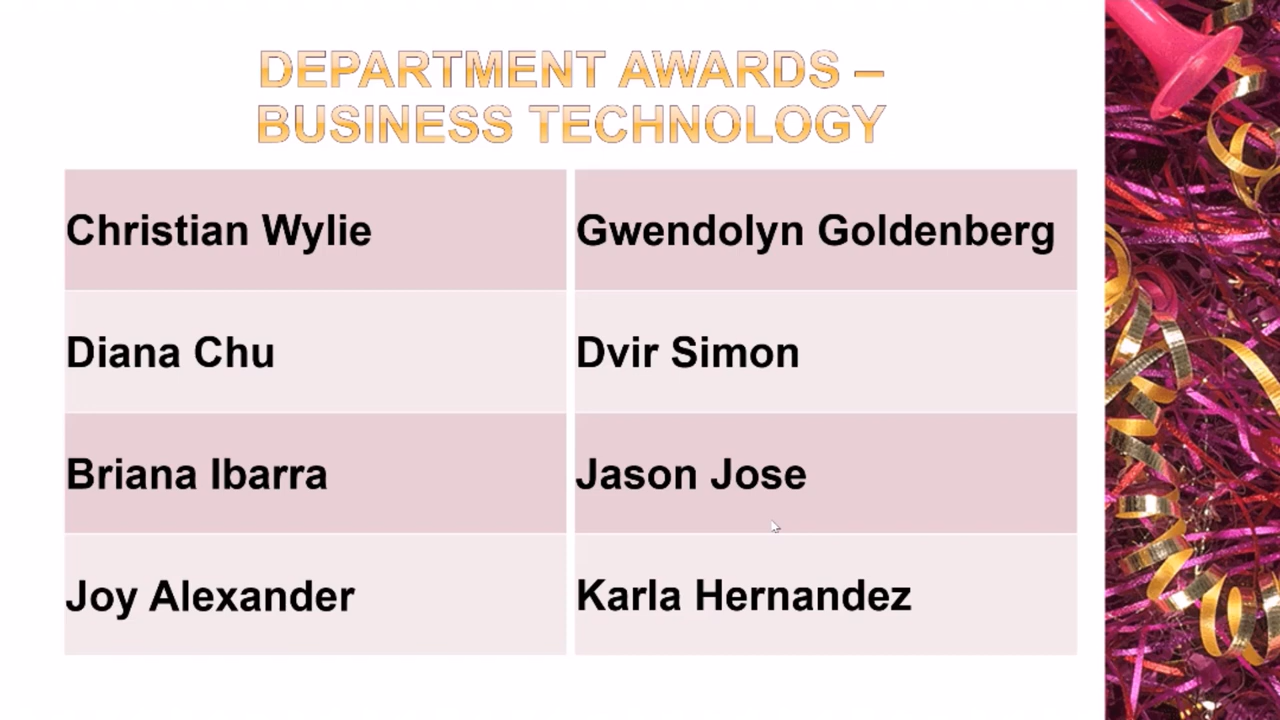 DEPARTMENT AWARDS –
BUSINESS TECHNOLOGY
Christian Wylie
Gwendolyn Goldenberg
Diana Chu
Dvir Simon
Briana Ibarra
Jason Jose
Joy Alexander
Karla Hernandez